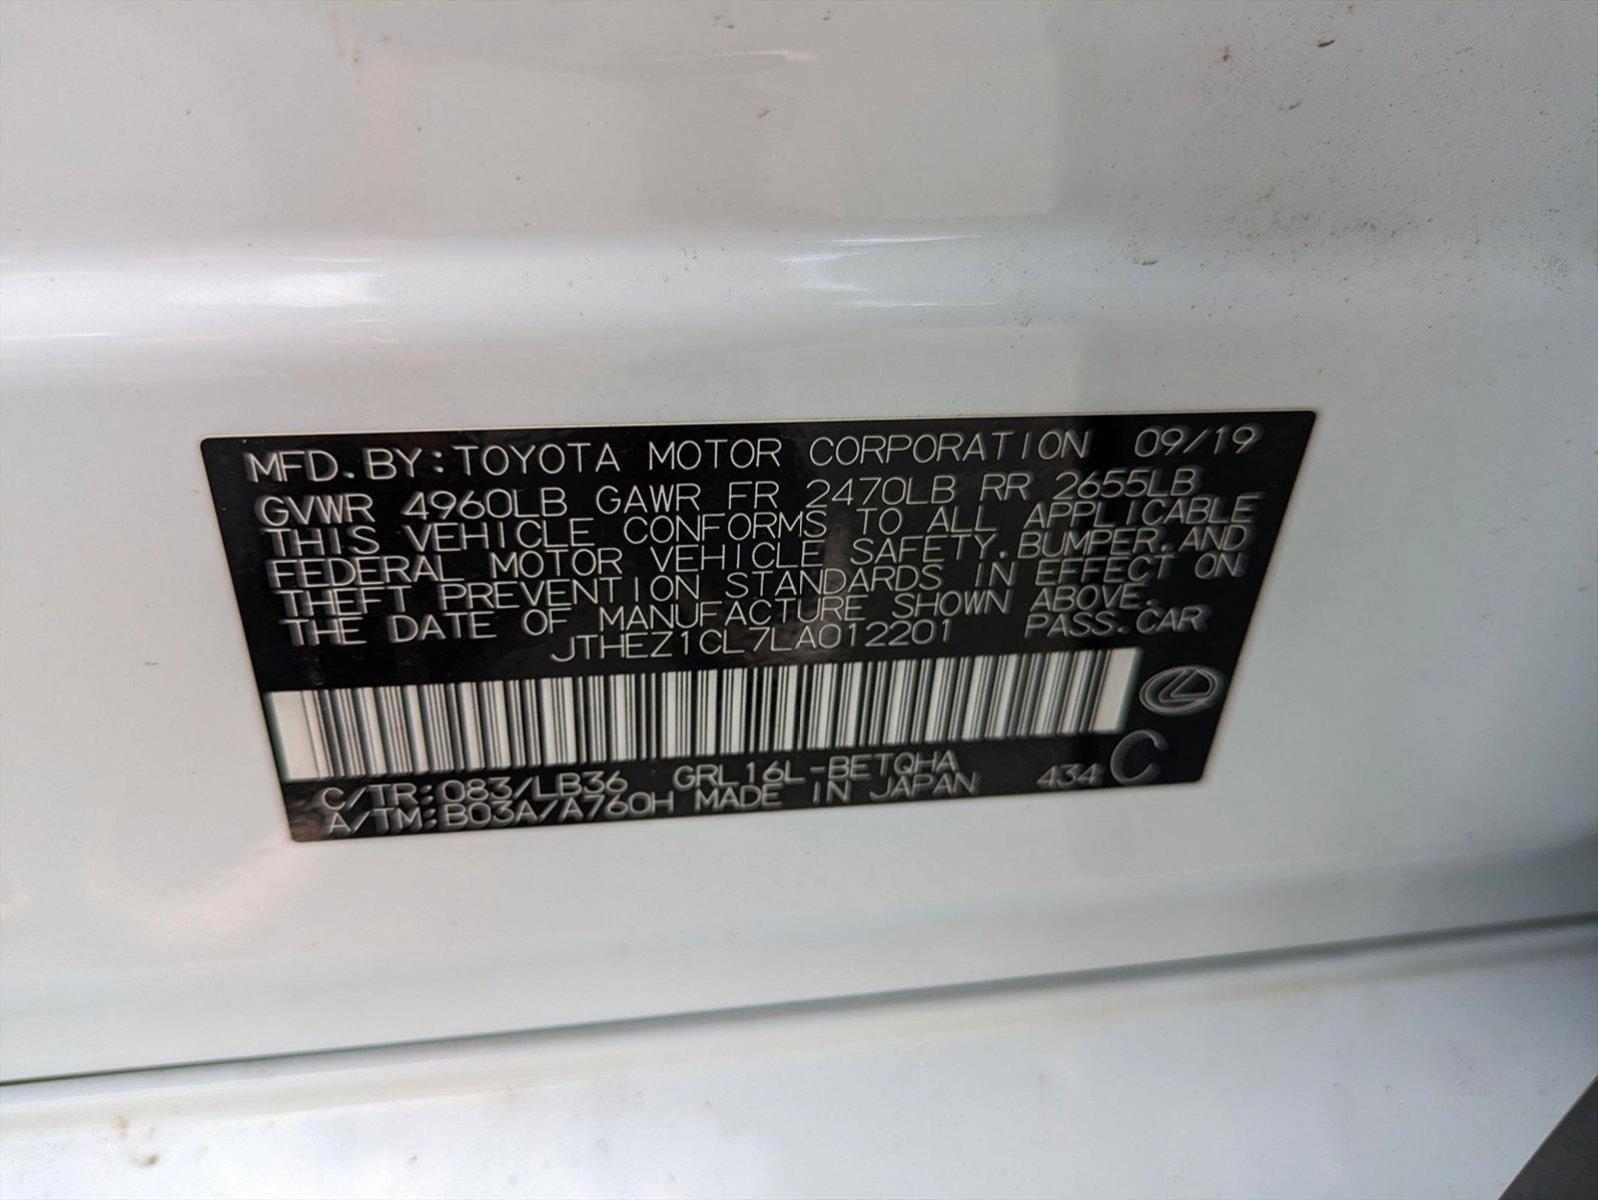 MFD. BY: TOYOTA MOTOR CORPORATION 09/19
GVWR 4960LB GAWR FR 2470LB RR 2655LB
THIS VEHICLE CONFORMS TO ALL APPLICABLE
FEDERAL MOTOR VEHICLE SAFETY, BUMPER, AND
THEFT PREVENTION STANDARDS IN EFFECT ON
THE DATE OF MANUFACTURE SHOWN ABOVE.
JTHEZ1CL7LA012201 PASS. CAR
C/TR: 083/LB36 GRL16L-BETQHA
A/TM: B03A/A760H MADE IN JAPAN 434 C